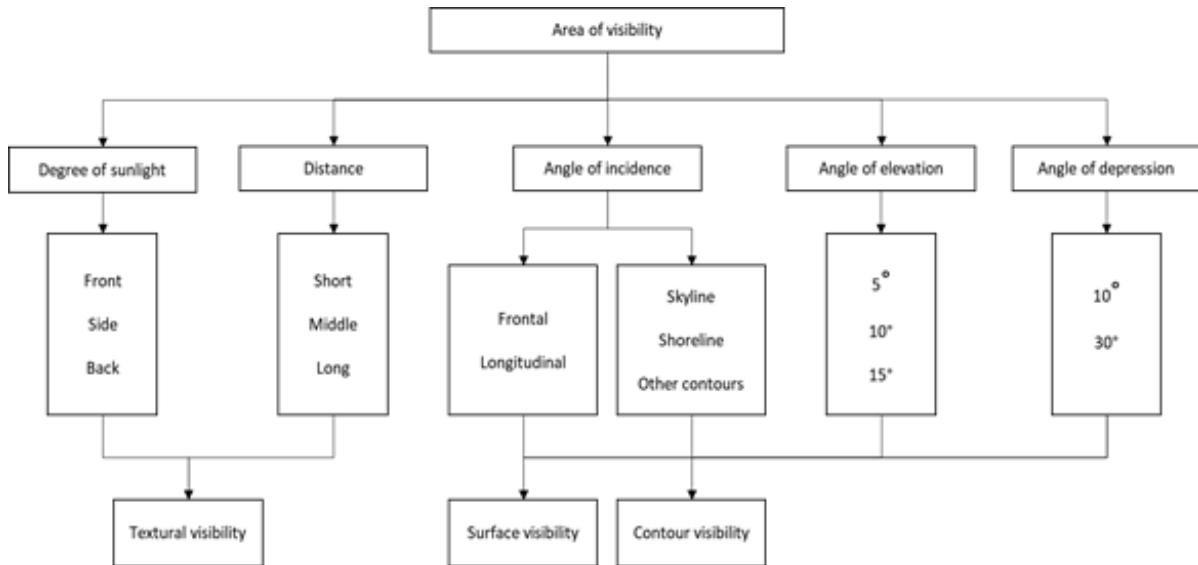 Area of visibility
Degree of sunlight
Distance
Angle of incidence
Angle of elevation
Angle of depression
Front
Side
Back
Short
Middle
Long
Frontal
Longitudinal
Skyline
Shoreline
Other contours
5°
10°
15°
10°
30°
Textural visibility
Surface visibility
Contour visibility